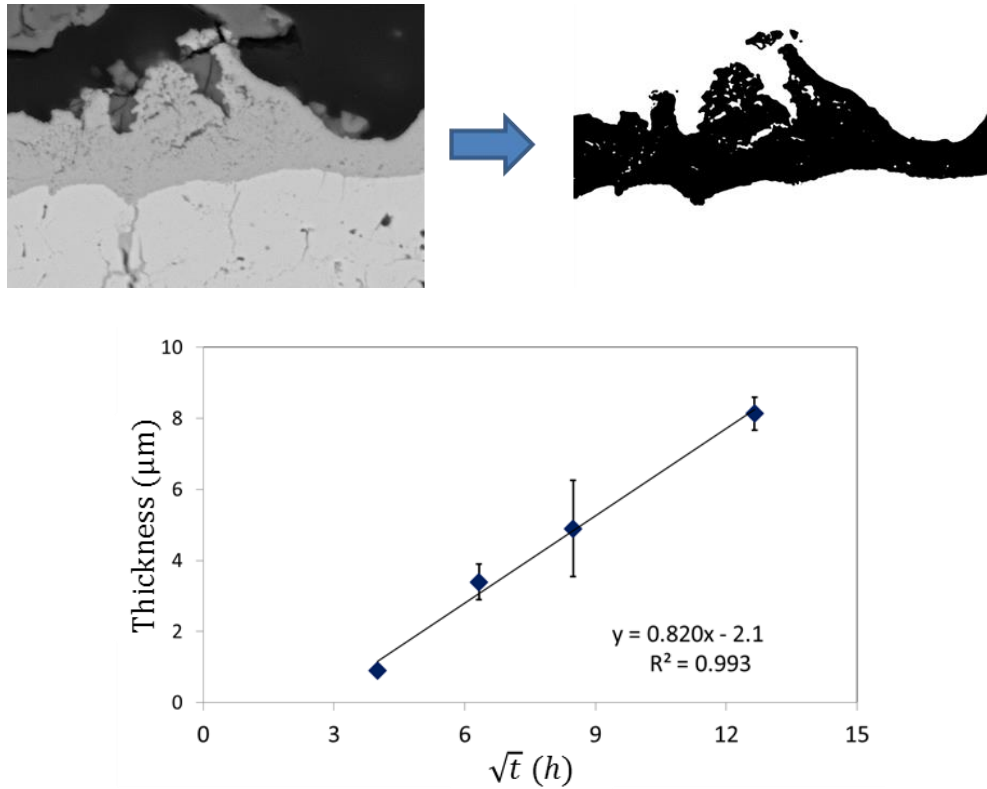 10
8
6
4
2
0
Thickness (μm)
y = 0.820x - 2.1
R² = 0.993
0 3 6 9 12 15
√t (h)